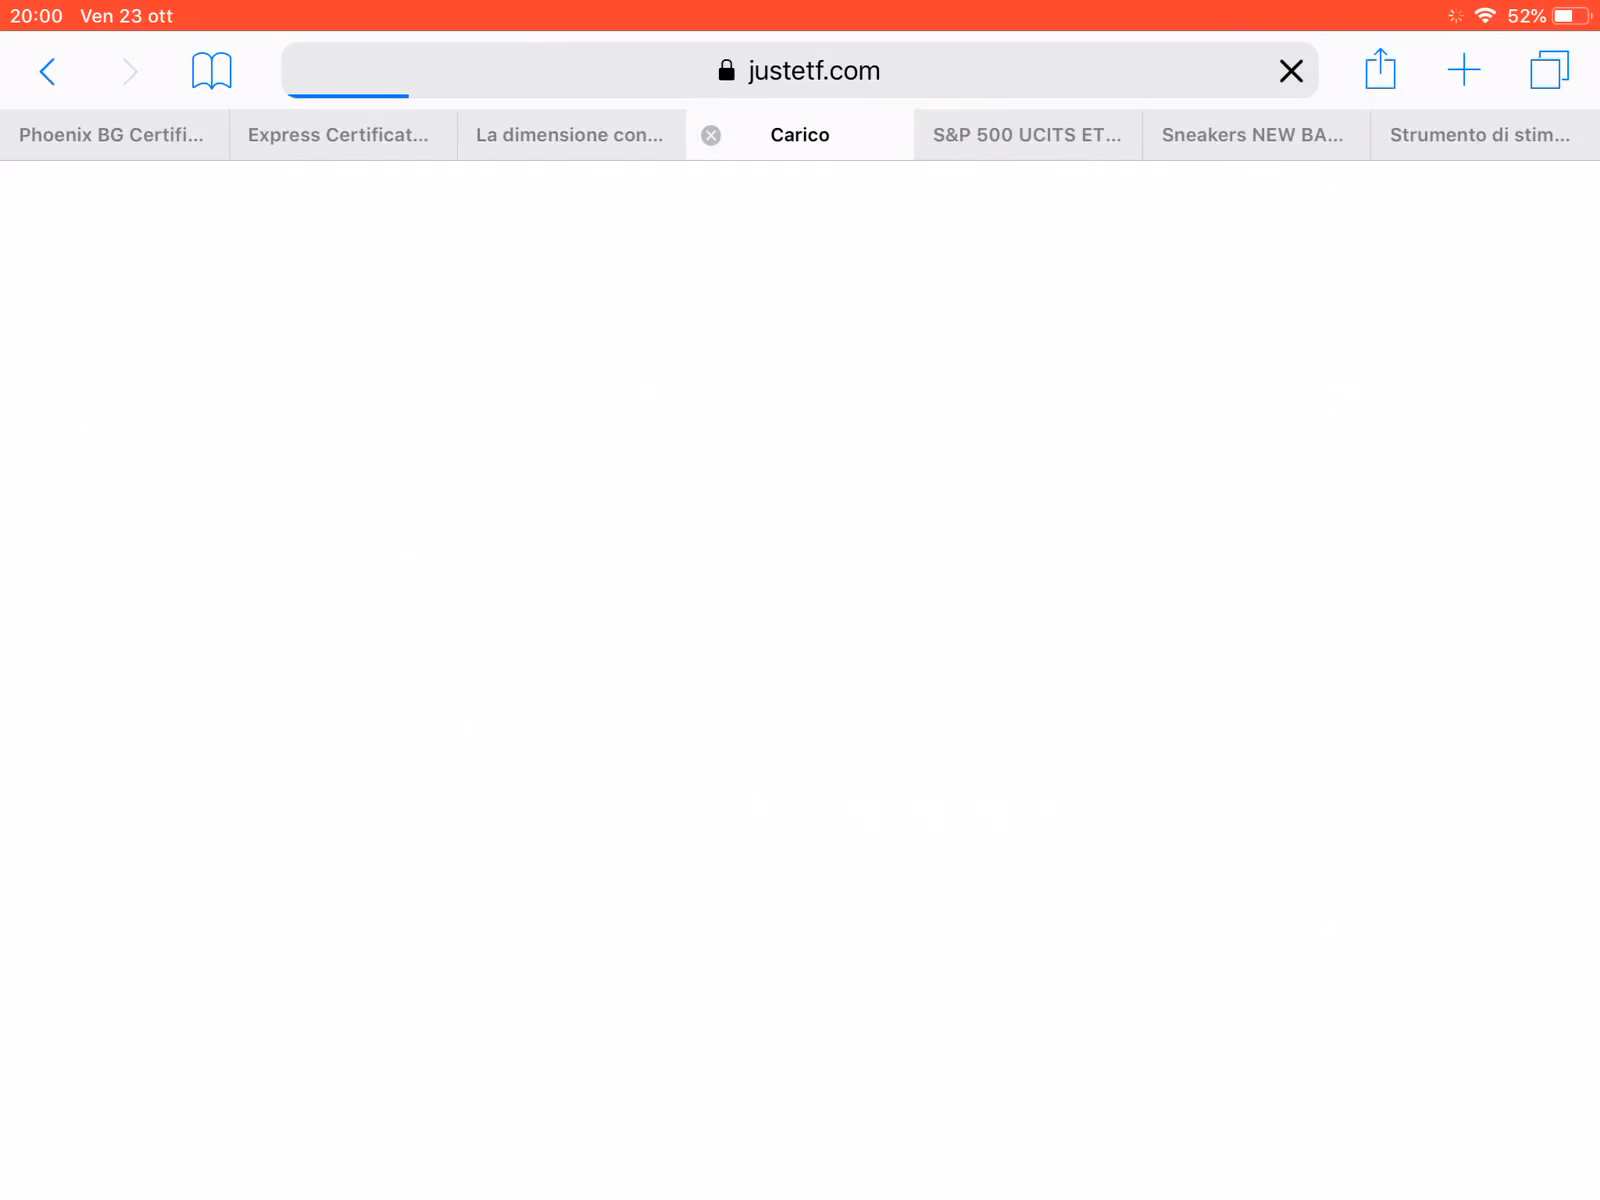 20:00 Ven 23 ott 52%
justetf.com
Phoenix BG Certifi... Express Certificat... La dimensione con... Carico S&P 500 UCITS ET... Sneakers NEW BA... Strumento di stim...